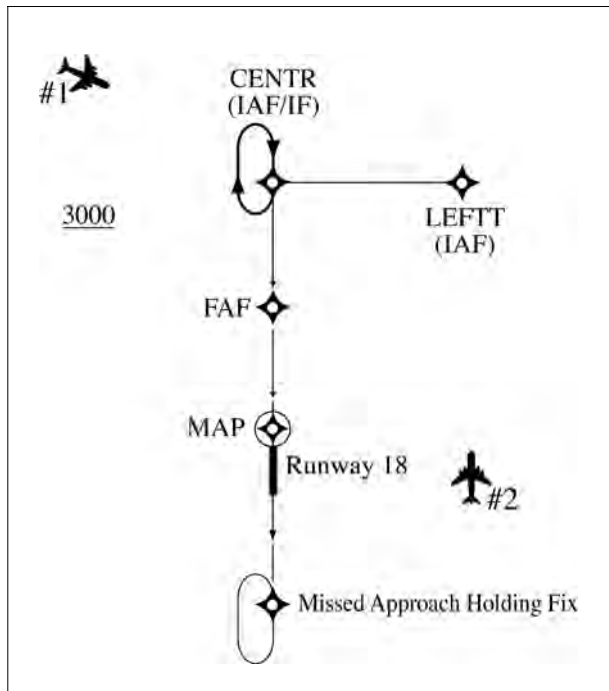 #1
CENTR
(IAF/IF)
3000
LEFTT
(IAF)
FAF
MAP
Runway 18
#2
Missed Approach Holding Fix